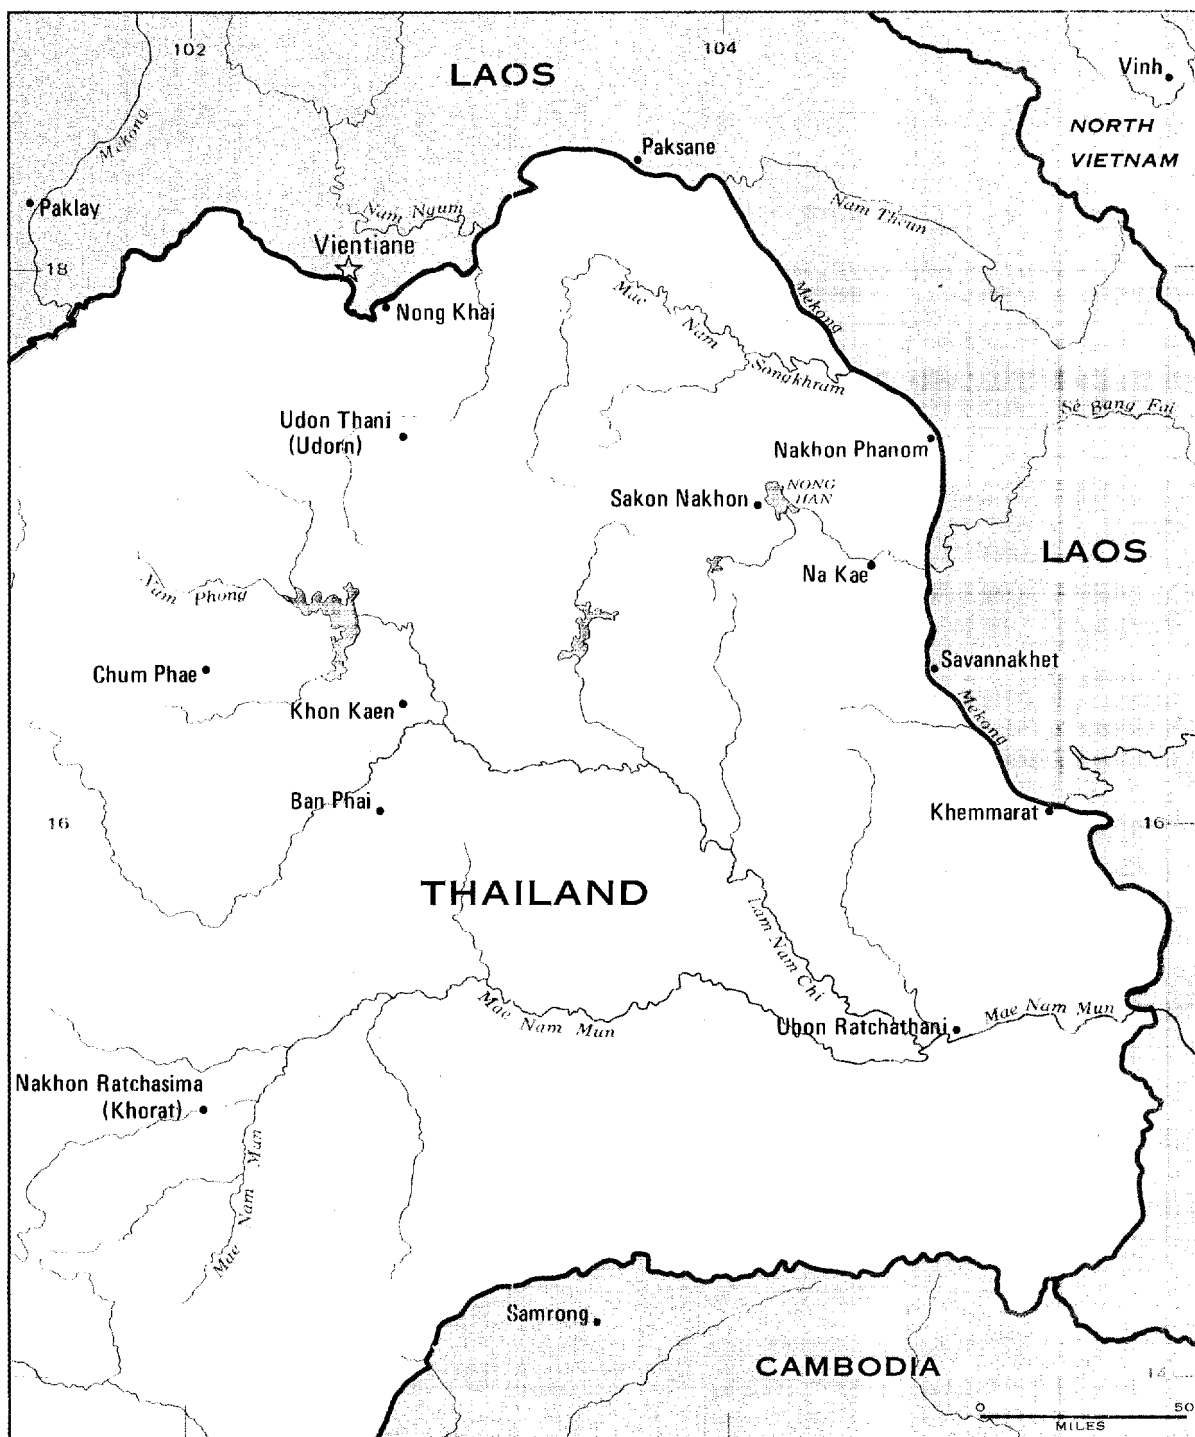 102
104
LAOS
Vinh
NORTH
VIETNAM
Mekong
Paksane
Paklay
Nam Ngum
Nam Theun
Vientiane
18
Nong Khai
Mae Nam Songkhram
Mekong
Se Bang Fai
Udon Thani
(Udorn)
Nakhon Phanom
Sakon Nakhon
NONG
HAN
LAOS
Na Kae
Nam Phong
Savannakhet
Chum Phae
Khon Kaen
Mekong
Ban Phai
Khemmarat
16
16
THAILAND
Lam Nam Chi
Mae Nam Mun
Ubon Ratchathani
Mae Nam Mun
Nakhon Ratchasima
(Khorat)
Mae Nam Mun
Samrong
CAMBODIA
14
0
50
MILES